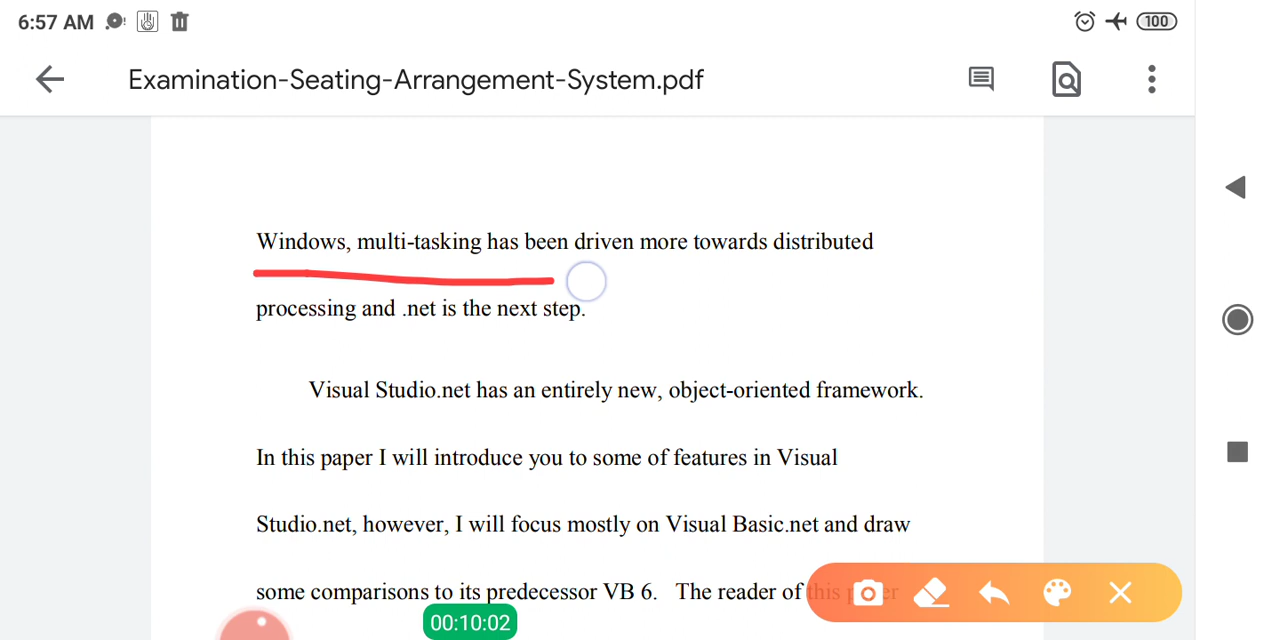 6:57 AM
100
Examination-Seating-Arrangement-System.pdf
Windows, multi-tasking has been driven more towards distributed
processing and .net is the next step.
Visual Studio.net has an entirely new, object-oriented framework.
In this paper I will introduce you to some of features in Visual
Studio.net, however, I will focus mostly on Visual Basic.net and draw
some comparisons to its predecessor VB 6. The reader of this paper
00:10:02